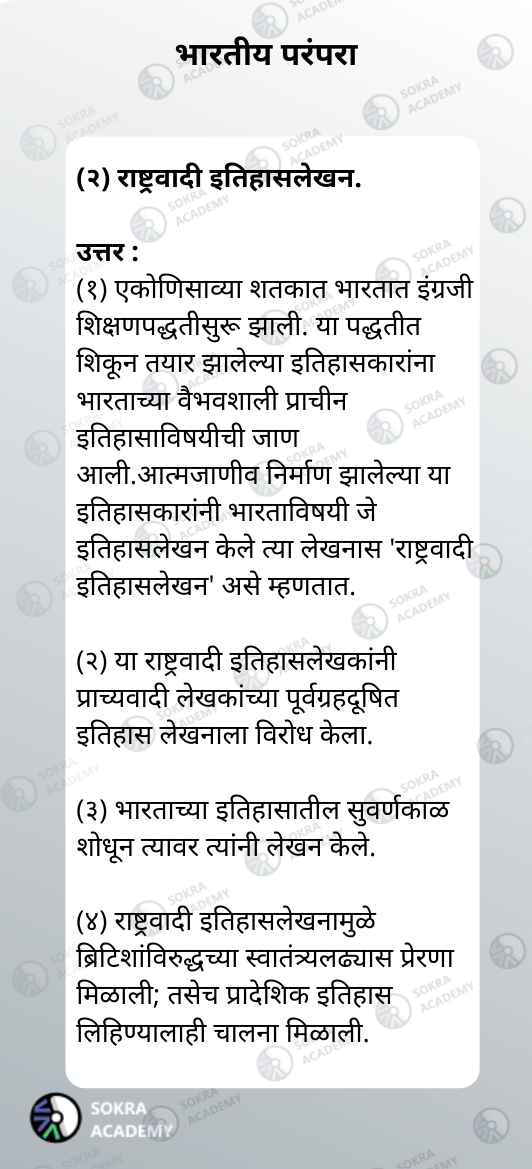 भारतीय परंपरा
(२) राष्ट्रवादी इतिहासलेखन.
उत्तर :
(१) एकोणिसाव्या शतकात भारतात इंग्रजी
शिक्षणपद्धतीसुरू झाली. या पद्धतीत
शिकून तयार झालेल्या इतिहासकारांना
भारताच्या वैभवशाली प्राचीन
इतिहासाविषयीची जाण
आली.आत्मजाणीव निर्माण झालेल्या या
इतिहासकारांनी भारताविषयी जे
इतिहासलेखन केले त्या लेखनास 'राष्ट्रवादी
इतिहासलेखन' असे म्हणतात.
(२) या राष्ट्रवादी इतिहासलेखकांनी
प्राच्यवादी लेखकांच्या पूर्वग्रहदूषित
इतिहास लेखनाला विरोध केला.
(३) भारताच्या इतिहासातील सुवर्णकाळ
शोधून त्यावर त्यांनी लेखन केले.
(४) राष्ट्रवादी इतिहासलेखनामुळे
ब्रिटिशांविरुद्धच्या स्वातंत्र्यलढ्यास प्रेरणा
मिळाली; तसेच प्रादेशिक इतिहास
लिहिण्यालाही चालना मिळाली.
SOKRA
ACADEMY